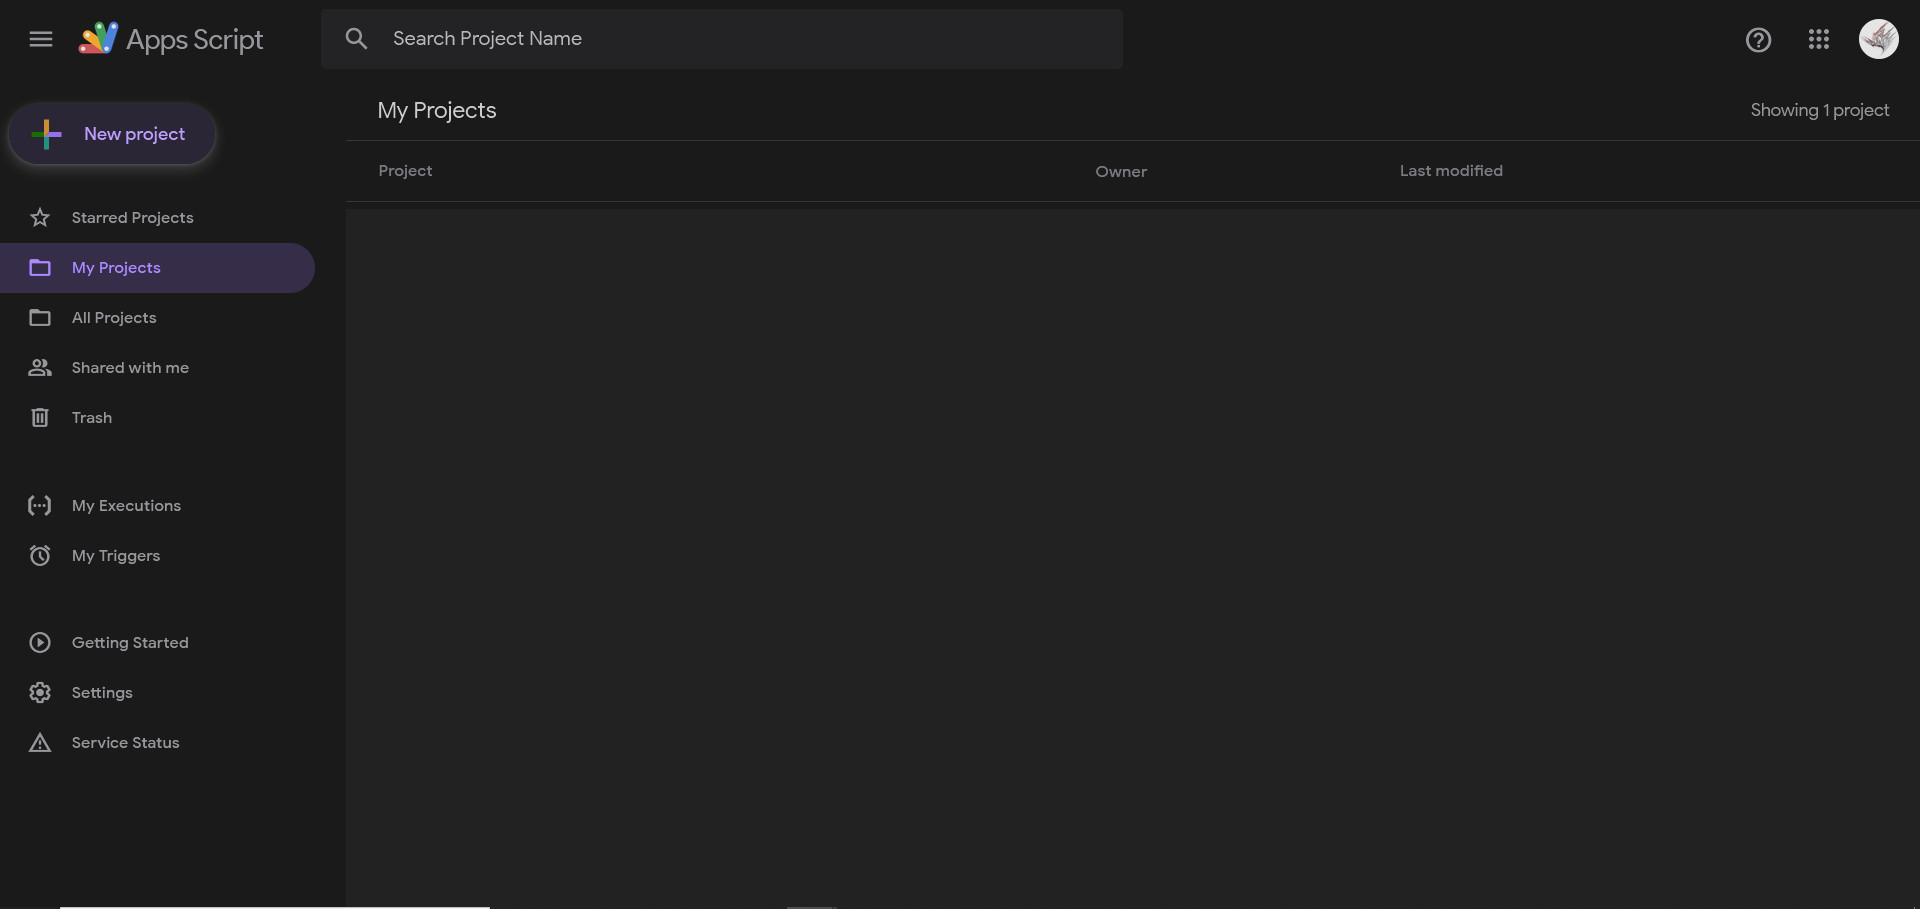 Apps Script
Search Project Name
New project
My Projects
Showing 1 project
Project
Owner
Last modified
Starred Projects
My Projects
All Projects
Shared with me
Trash
My Executions
My Triggers
Getting Started
Settings
Service Status